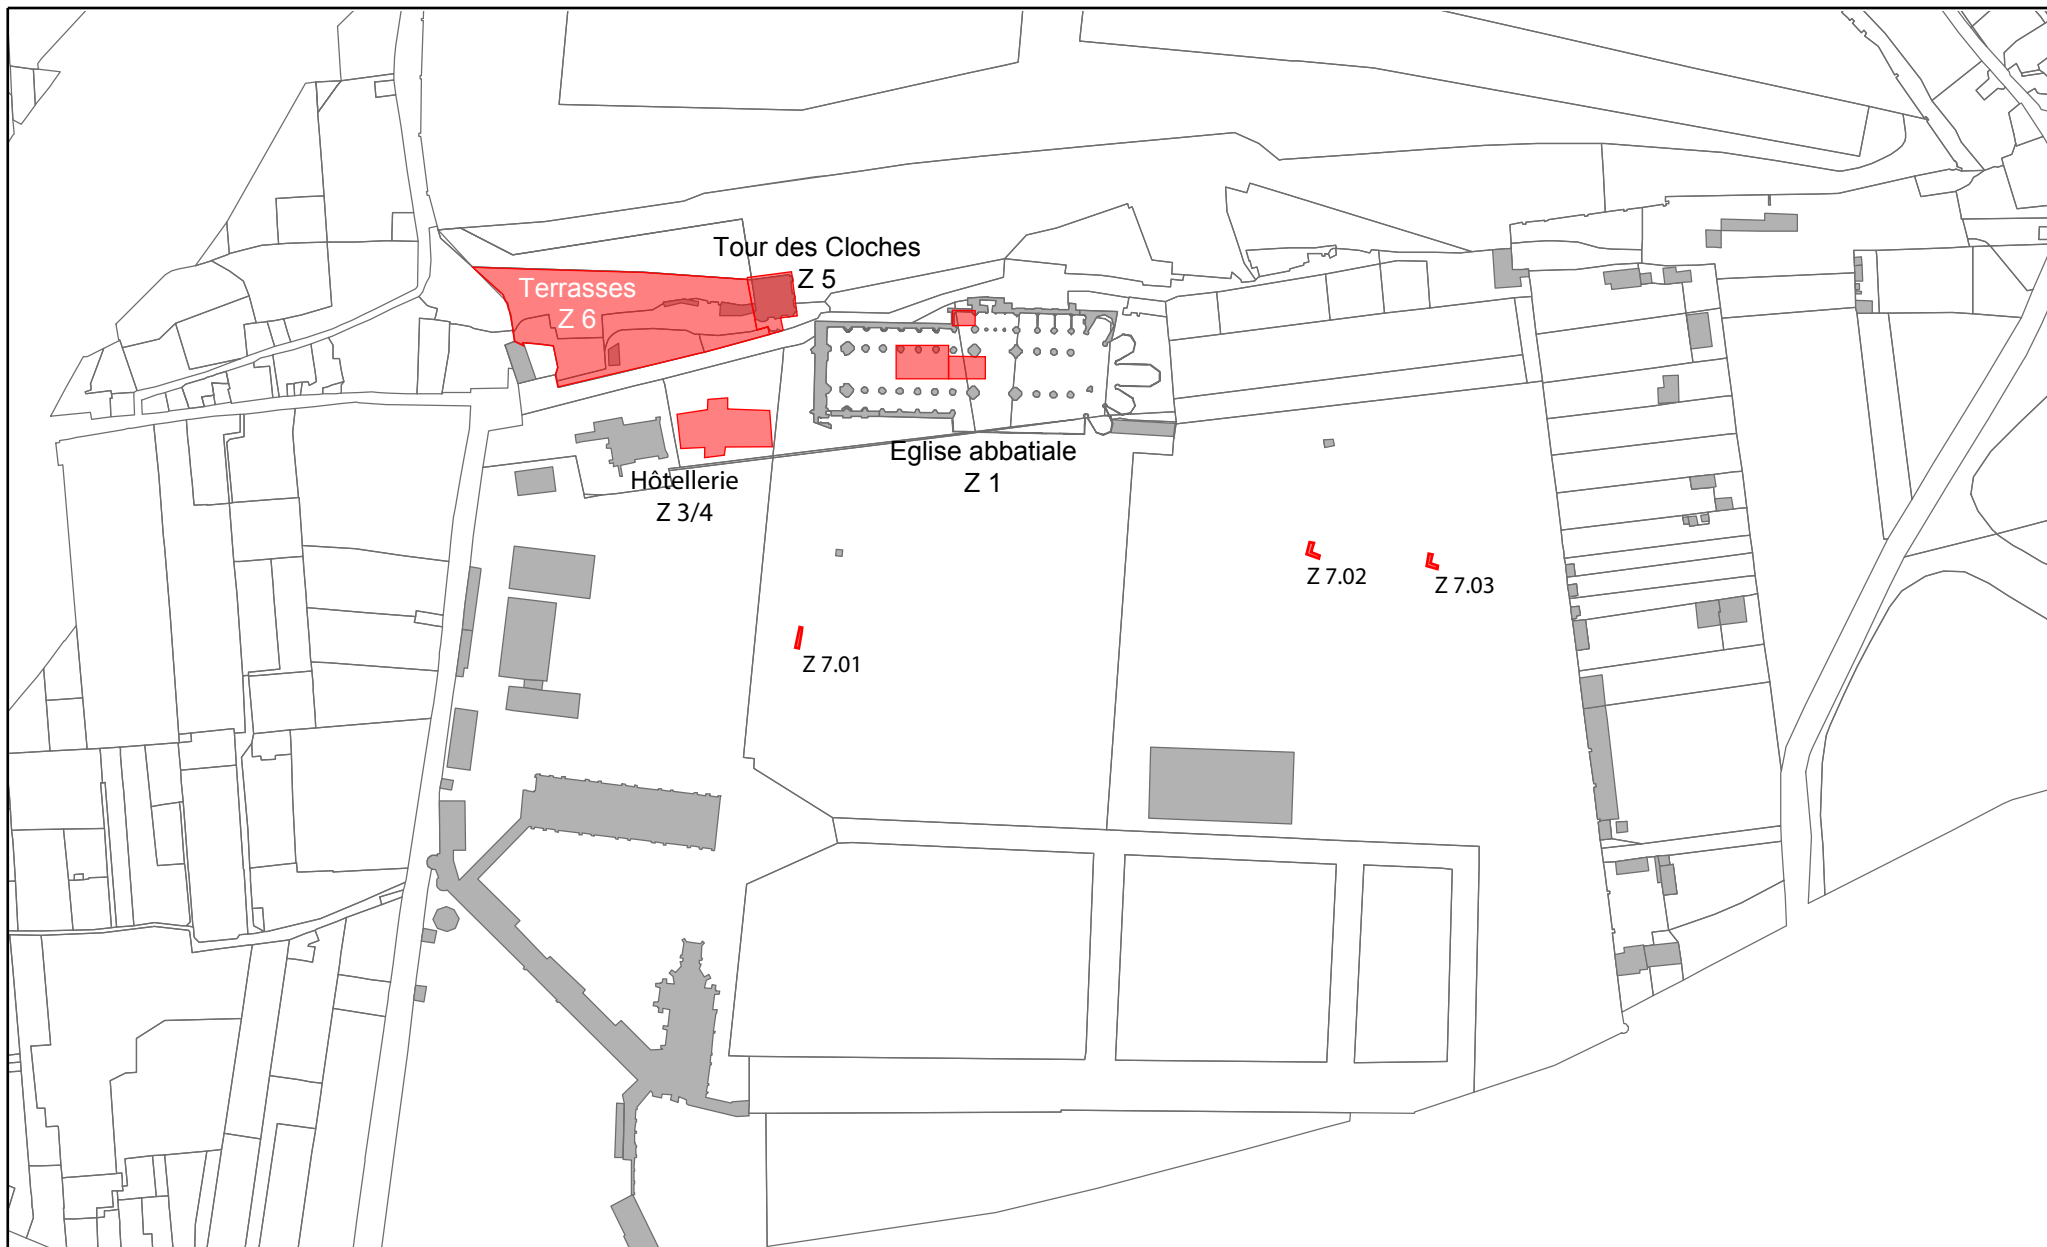 Tour des Cloches
Z 5
Terrasses
Z 6
Eglise abbatiale
Z 1
Hôtellerie
Z 3/4
Z 7.02
Z 7.03
Z 7.01